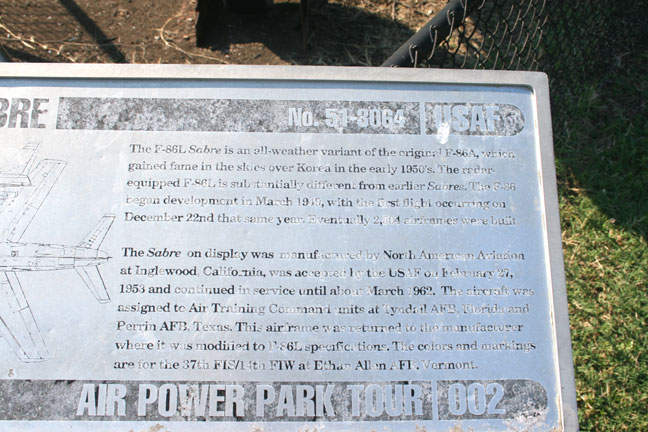 BRE No. 51-3064 USAF
The F-86L Sabre is an all-weather variant of the original F-86A, which
gained fame in the skies over Korea in the early 1950's. The radar-
equipped F-86L is substantially different from earlier Sabres. The F-86
began development in March 1949, with the first flight occurring on
December 22nd that same year. Eventually 2,504 airframes were built
The Sabre on display was manufactured by North American Aviation
at Inglewood, California, was accepted by the USAF on February 27,
1953 and continued in service until about March 1962. The aircraft was
assigned to Air Training Command units at Tyndall AFB, Florida and
Perrin AFB, Texas. This airframe was returned to the manufacturer
where it was modified to F-86L specifications. The colors and markings
are for the 37th FIS/14th FIW at Ethan Allen AFB, Vermont.
AIR POWER PARK TOUR 002